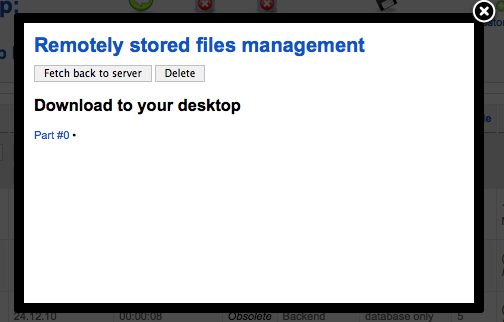 p:
Remotely stored files management
Fetch back to server Delete
Download to your desktop
Part #0 •
24.12.10 00:00:08 Obsolete Backend database only 5